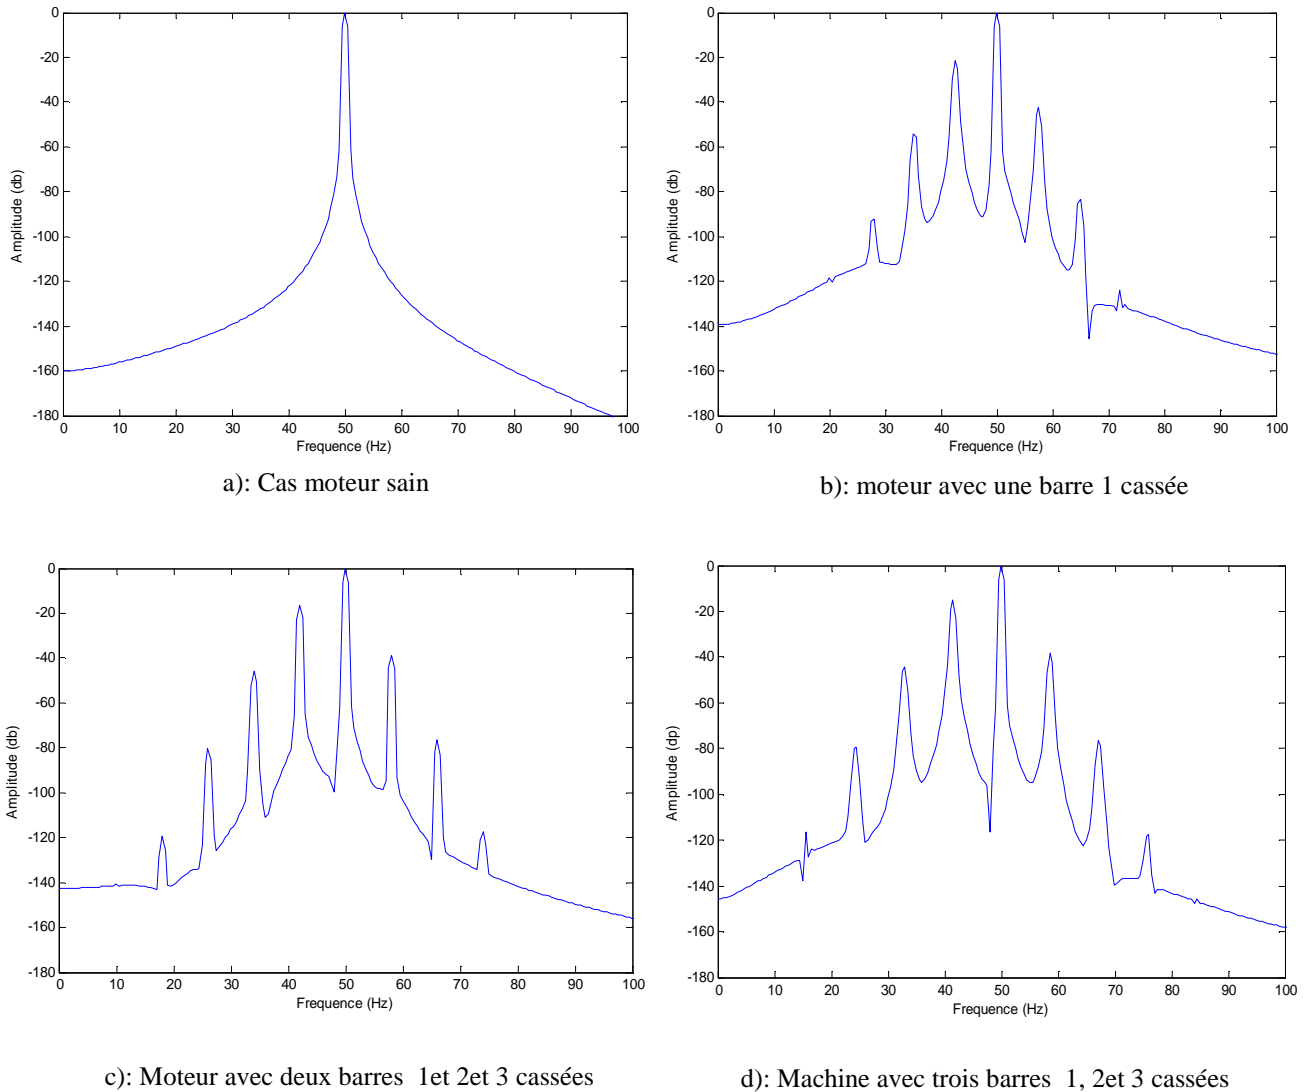 0
-20
-40
-60
-80
-100
-120
-140
-160
-180
Amplitude (db)
0 10 20 30 40 50 60 70 80 90 100
Frequence (Hz)
a): Cas moteur sain
0
-20
-40
-60
-80
-100
-120
-140
-160
-180
Amplitude (db)
0 10 20 30 40 50 60 70 80 90 100
Frequence (Hz)
b): moteur avec une barre 1 cassée
0
-20
-40
-60
-80
-100
-120
-140
-160
-180
Amplitude (db)
0 10 20 30 40 50 60 70 80 90 100
Frequence (Hz)
c): Moteur avec deux barres 1et 2et 3 cassées
0
-20
-40
-60
-80
-100
-120
-140
-160
-180
Amplitude (dp)
0 10 20 30 40 50 60 70 80 90 100
Frequence (Hz)
d): Machine avec trois barres 1, 2et 3 cassées